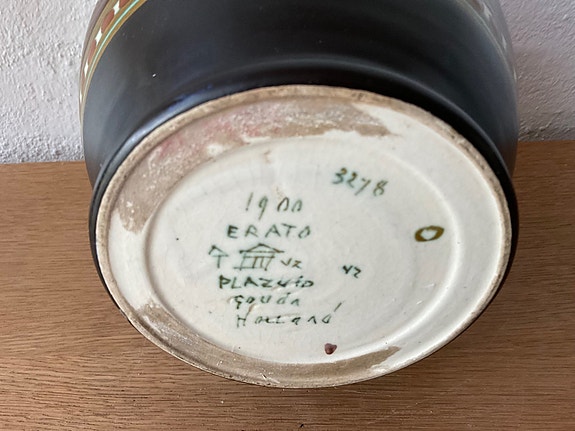 3278
1900
ERATO
VZ VZ
PLAZUID
Gouda
Holland